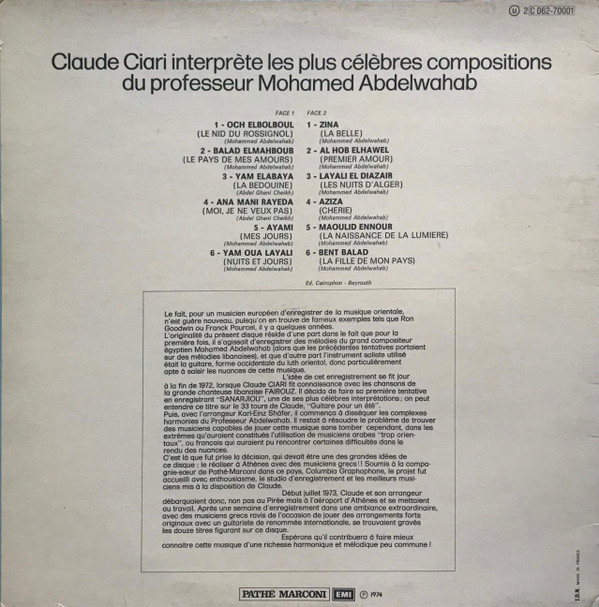 Ⓤ 2 C 062-70001
Claude Ciari interprète les plus célèbres compositions
du professeur Mohamed Abdelwahab
FACE 1
1 - OCH ELBOLBOUL
(LE NID DU ROSSIGNOL)
(Mohammed Abdelwahab)
2 - BALAD ELMAHBOUB
(LE PAYS DE MES AMOURS)
(Mohammed Abdelwahab)
3 - YAM ELABAYA
(LA BEDOUINE)
(Abdel Ghani Cheikh)
4 - ANA MANI RAYEDA
(MOI, JE NE VEUX PAS)
(Abdel Ghani Cheikh)
5 - AYAMI
(MES JOURS)
(Mohammed Abdelwahab)
6 - YAM OUA LAYALI
(NUITS ET JOURS)
(Mohammed Abdelwahab)
FACE 2
1 - ZINA
(LA BELLE)
(Mohammed Abdelwahab)
2 - AL HOB ELHAWEL
(PREMIER AMOUR)
(Mohammed Abdelwahab)
3 - LAYALI EL DIAZAIR
(LES NUITS D'ALGER)
(Mohammed Abdelwahab)
4 - AZIZA
(CHERIE)
(Mohammed Abdelwahab)
5 - MAOULID ENNOUR
(LA NAISSANCE DE LA LUMIERE)
(Mohammed Abdelwahab)
6 - BENT BALAD
(LA FILLE DE MON PAYS)
(Mohammed Abdelwahab)
Ed. Cairophon - Beyrouth
Le fait, pour un musicien européen d'enregistrer de la musique orientale,
n'est guère nouveau, puisqu'on en trouve de fameux exemples tels que Ron
Goodwin ou Franck Pourcel, il y a quelques années.
L'originalité du présent disque réside d'une part dans le fait que pour la
première fois, il s'agissait d'enregistrer des mélodies du grand compositeur
égyptien Mohamed Abdelwahab (alors que les précédentes tentatives portaient
sur des mélodies libanaises), et que d'autre part l'instrument soliste utilisé
était la guitare, forme occidentale du luth oriental, donc particulièrement
apte à saisir les nuances de cette musique.
L'idée de cet enregistrement se fit jour
à la fin de 1972, lorsque Claude CIARI fit connaissance avec les chansons de
la grande chanteuse libanaise FAIROUZ. Il décida de faire sa première tentative
en enregistrant "SANARJIOU", une de ses plus célèbres interprétations ; on peut
entendre ce titre sur le 33 tours de Claude, "Guitare pour un été".
Puis, avec l'arrangeur Karl-Einz Shäfer, il commença à disséquer les complexes
harmonies du Professeur Abdelwahab. Il restait à résoudre le problème de trouver
des musiciens capables de jouer cette musique sans tomber cependant, dans les
extrêmes qu'auraient constitués l'utilisation de musiciens arabes "trop orien-
taux", ou français qui auraient pu rencontrer certaines difficultés dans le
rendu des nuances.
C'est là que fut prise la décision, qui devait être une des grandes idées de
ce disque : le réaliser à Athènes avec des musiciens grecs !! Soumis à la compa-
gnie-sœur de Pathé-Marconi dans ce pays, Columbia Graphophone, le projet fut
accueilli avec enthousiasme, le studio d'enregistrement et les meilleurs musi-
ciens mis à la disposition de Claude.
Début juillet 1973, Claude et son arrangeur
débarquaient donc, non pas au Pirée mais à l'aéroport d'Athènes et se mettaient
au travail. Après une semaine d'enregistrement dans une ambiance extraordinaire,
avec des musiciens grecs ravis de l'occasion de jouer des arrangements forts
originaux avec un guitariste de renommée internationale, se trouvaient gravés
les douze titres figurant sur ce disque.
Espérons qu'il contribuera à faire mieux
connaitre cette musique d'une richesse harmonique et mélodique peu commune !
PATHÉ MARCONI EMI ℗ 1974
I.D.N. MADE IN FRANCE